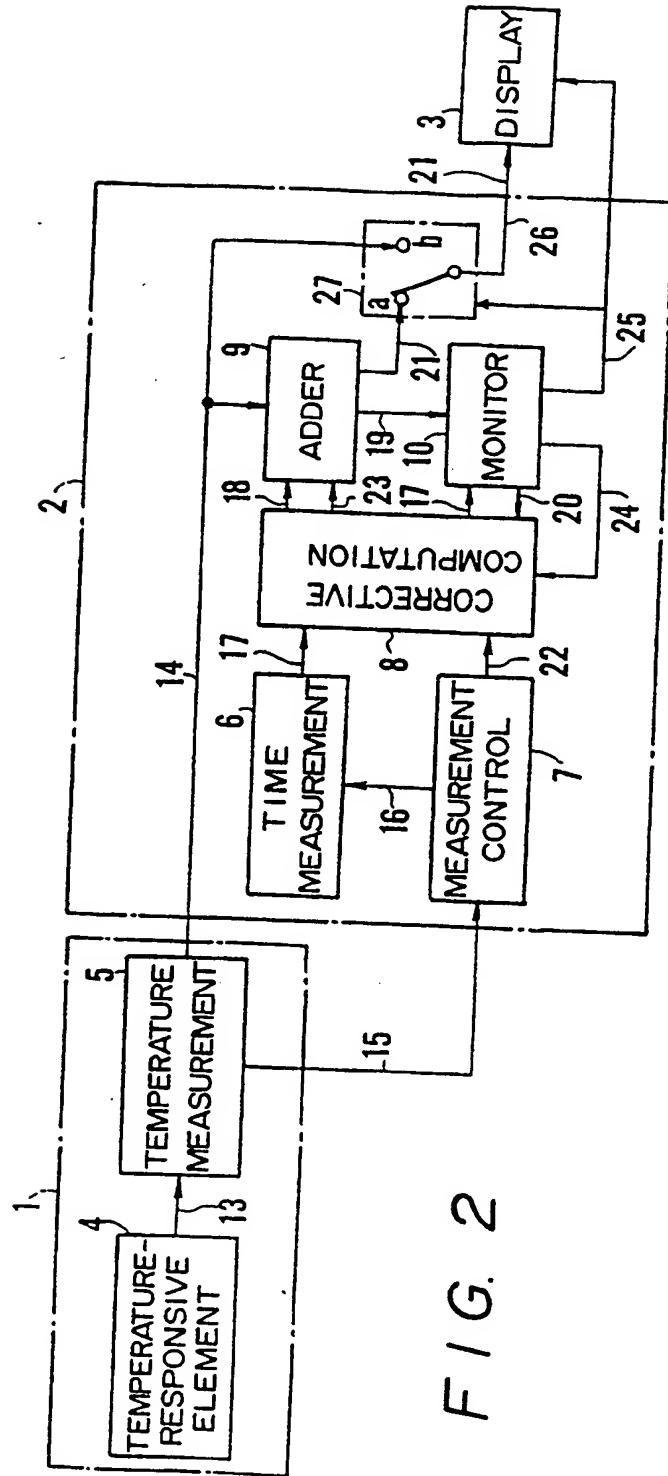 1
4
TEMPERATURE-
RESPONSIVE
ELEMENT
13
5
TEMPERATURE
MEASUREMENT
14
15
2
6
TIME
MEASUREMENT
16
MEASUREMENT
CONTROL
7
17
22
CORRECTIVE
COMPUTATION
8
18
23
17
20
24
9
ADDER
19
10
MONITOR
21
27
a
b
25
26
21
3
DISPLAY
FIG. 2